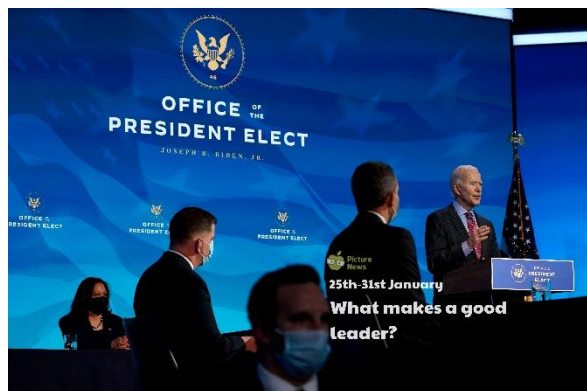 46
OFFICE OF THE
PRESIDENT ELECT
JOSEPH R. BIDEN, JR.
OFFICE OF THE
PRESIDENT ELECT
OFFICE OF THE
PRESIDENT ELECT
OFFICE OF THE
PRESIDENT ELECT
Picture
News
25th-31st January
What makes a good
leader?